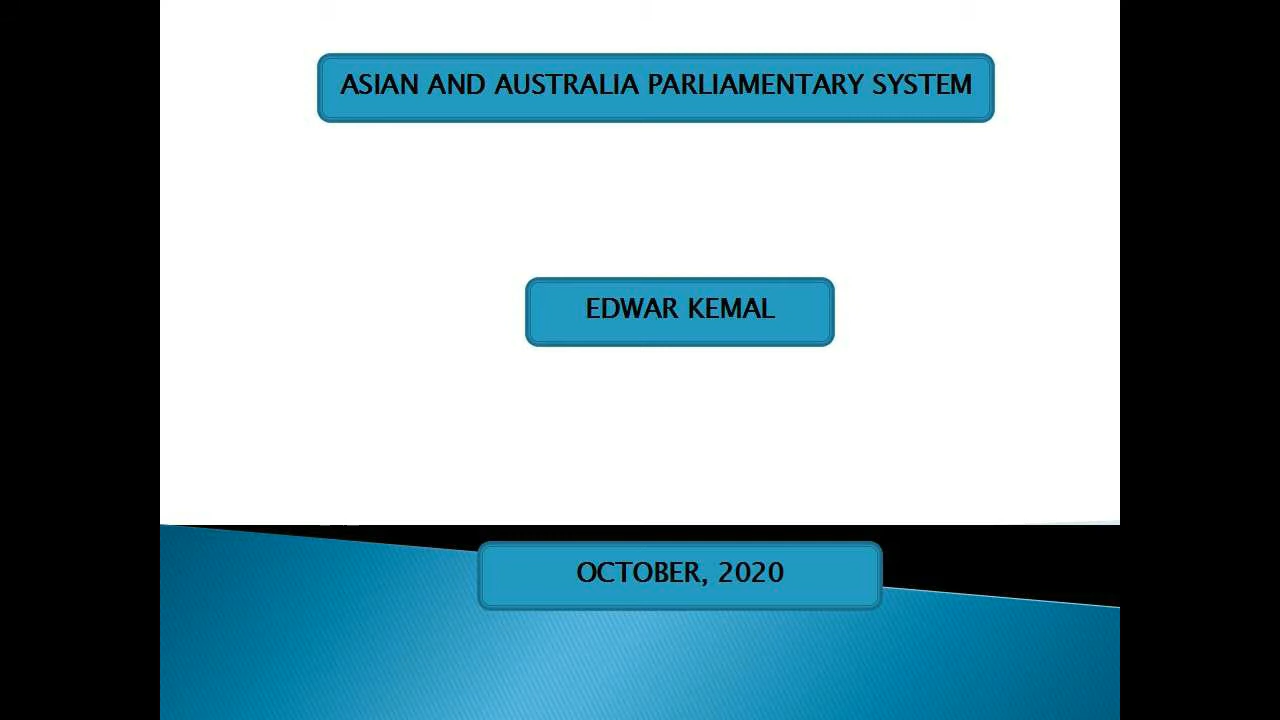 ASIAN AND AUSTRALIA PARLIAMENTARY SYSTEM
EDWAR KEMAL
OCTOBER, 2020